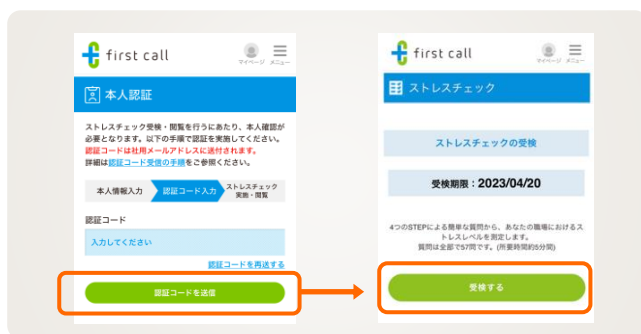 first call
マイページ メニュー
本人認証
ストレスチェック受検・閲覧を行うにあたり、本人確認が
必要となります。以下の手順で認証を実施してください。
認証コードは社用メールアドレスに送付されます。
詳細は認証コード受信の手順をご参照ください。
本人情報入力
認証コード入力
ストレスチェック
実施・閲覧
認証コード
入力してください
認証コードを再送する
認証コードを送信
first call
マイページ メニュー
ストレスチェック
ストレスチェックの受検
受検期限：2023/04/20
4つのSTEPによる簡単な質問から、あなたの職場におけるス
トレスレベルを測定します。
質問は全部で57問です。(所要時間約5分間)
受検する